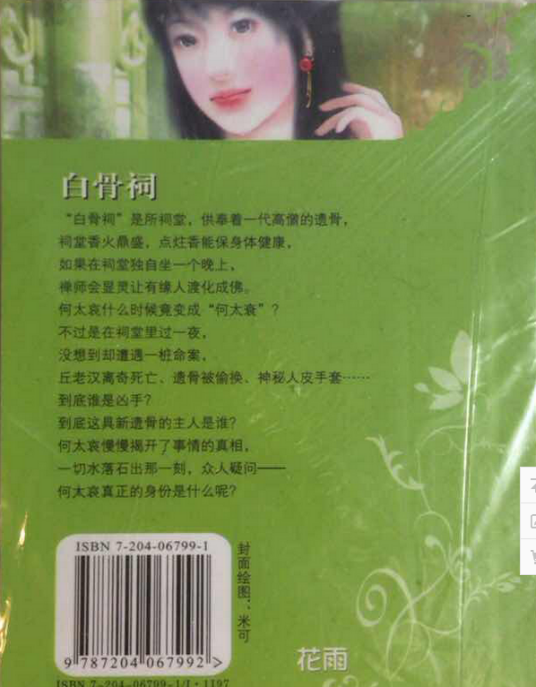 白骨祠
“白骨祠”是所祠堂，供奉着一代高僧的遗骨，
祠堂香火鼎盛，点炷香能保身体健康，
如果在祠堂独自坐一个晚上，
禅师会显灵让有缘人渡化成佛。
何太哀什么时候竟变成“何太衰”？
不过是在祠堂里过一夜，
没想到却遭遇一桩命案，
丘老汉离奇死亡、遗骨被偷换、神秘人皮手套……
到底谁是凶手？
到底这具新遗骨的主人是谁？
何太哀慢慢揭开了事情的真相，
一切水落石出那一刻，众人疑问——
何太哀真正的身份是什么呢？
ISBN 7-204-06799-1
9 787204 067992 >
封面绘图：米可
花雨
ISBN 7-204-06799-1/I·1197